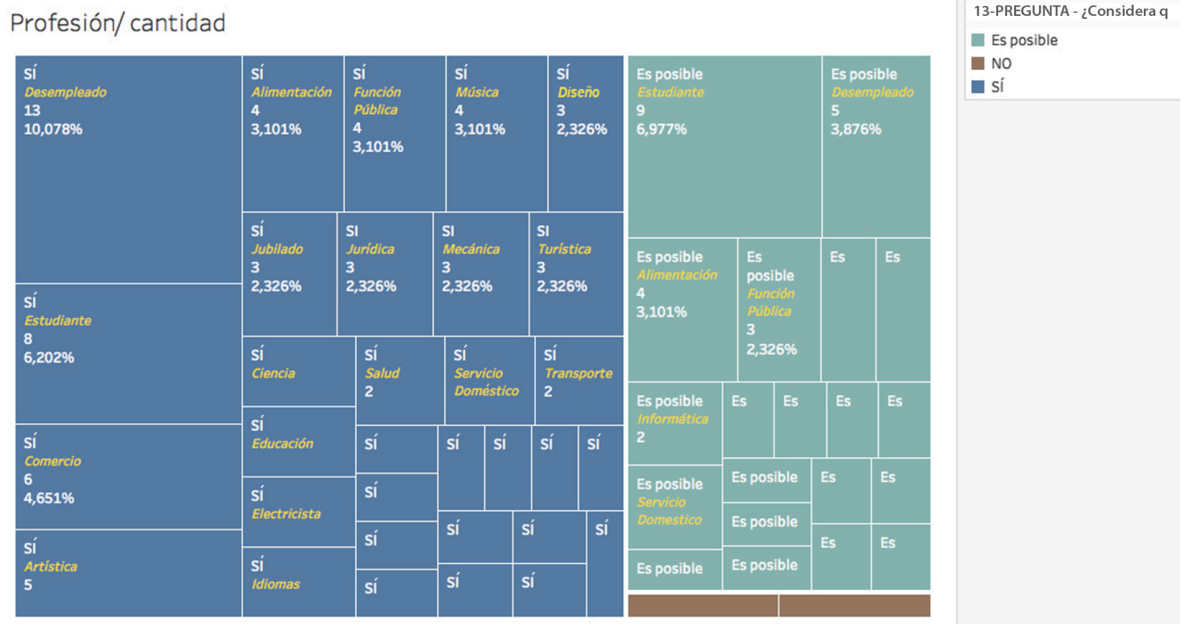 Profesión/ cantidad
SÍ
Desempleado
13
10,078%
SÍ
Estudiante
8
6,202%
SÍ
Comercio
6
4,651%
SÍ
Artística
5
SÍ
Alimentación
4
3,101%
SÍ
Función
Pública
4
3,101%
SÍ
Música
4
3,101%
SÍ
Diseño
3
2,326%
SÍ
Jubilado
3
2,326%
SI
Jurídica
3
2,326%
SI
Mecánica
3
2,326%
SI
Turística
3
2,326%
SÍ
Ciencia
SÍ
Salud
2
SÍ
Servicio
Doméstico
SÍ
Transporte
2
SÍ
Educación
SÍ
Electricista
SÍ
Idiomas
SÍ
SÍ
SÍ
SÍ
SÍ
SÍ
SÍ
SÍ
SÍ
SÍ
SÍ
SÍ
SÍ
Es posible
Estudiante
9
6,977%
Es posible
Desempleado
5
3,876%
Es posible
Alimentación
4
3,101%
Es
posible
Función
Pública
3
2,326%
Es
Es
Es posible
Informática
2
Es
Es
Es
Es
Es posible
Servicio
Domestico
Es posible
Es posible
Es posible
Es posible
Es
Es
Es
Es
13-PREGUNTA - ¿Considera q
Es posible
NO
SÍ